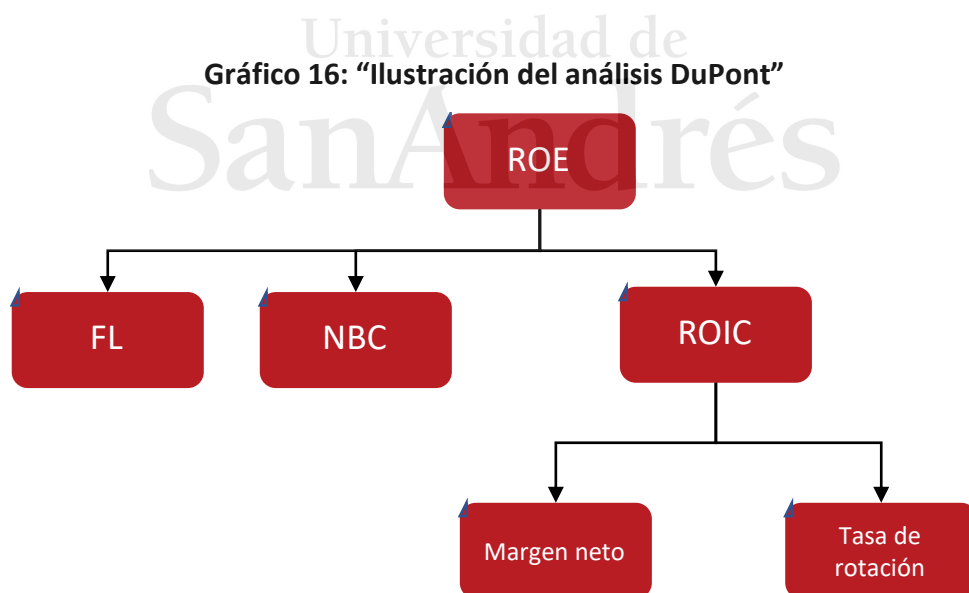 Universidad de
Gráfico 16: “Ilustración del análisis DuPont”
SanAndrés
ROE
FL
NBC
ROIC
Margen neto
Tasa de
rotación